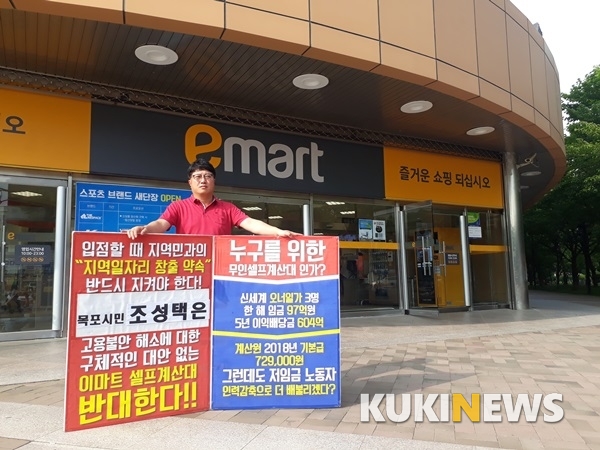 emart
즐거운 쇼핑 되십시오
시오
스포츠 브랜드 새단장 OPEN
입점할 때 지역민과의
"지역일자리 창출 약속"
반드시 지켜야 한다!
목포시민 조성택은
고용불안 해소에 대한
구체적인 대안 없는
이마트 셀프계산대
반대한다!!
누구를 위한
무인셀프계산대 인가?
신세계 오너일가 3명
한 해 임금 97억원
5년 이익배당금 604억
계산원 2018년 기본급
729,000원
그런데도 저임금 노동자
인력감축으로 더 배불리겠다?
KUKINEWS